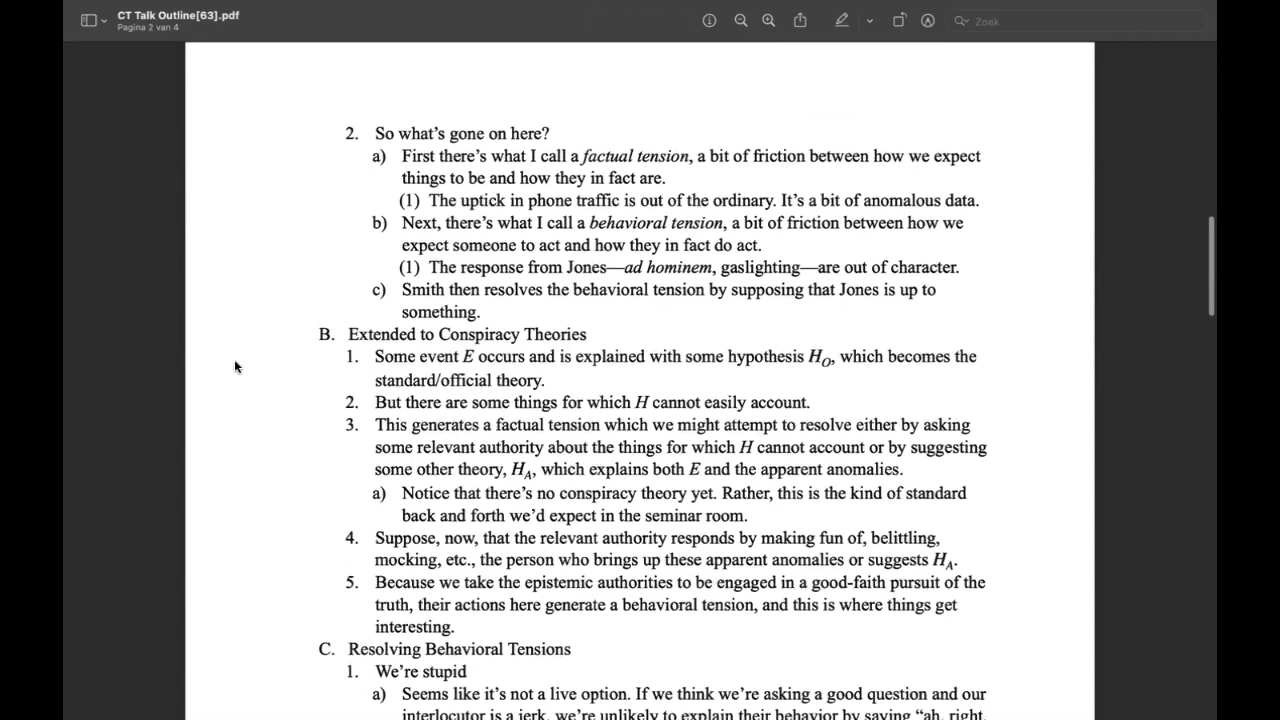 CT Talk Outline[63].pdf
Pagina 2 van 4
Zoek
2. So what's gone on here?
a) First there's what I call a factual tension, a bit of friction between how we expect
things to be and how they in fact are.
(1) The uptick in phone traffic is out of the ordinary. It's a bit of anomalous data.
b) Next, there's what I call a behavioral tension, a bit of friction between how we
expect someone to act and how they in fact do act.
(1) The response from Jones—ad hominem, gaslighting—are out of character.
c) Smith then resolves the behavioral tension by supposing that Jones is up to
something.
B. Extended to Conspiracy Theories
1. Some event E occurs and is explained with some hypothesis HO, which becomes the
standard/official theory.
2. But there are some things for which H cannot easily account.
3. This generates a factual tension which we might attempt to resolve either by asking
some relevant authority about the things for which H cannot account or by suggesting
some other theory, HA, which explains both E and the apparent anomalies.
a) Notice that there's no conspiracy theory yet. Rather, this is the kind of standard
back and forth we'd expect in the seminar room.
4. Suppose, now, that the relevant authority responds by making fun of, belittling,
mocking, etc., the person who brings up these apparent anomalies or suggests HA.
5. Because we take the epistemic authorities to be engaged in a good-faith pursuit of the
truth, their actions here generate a behavioral tension, and this is where things get
interesting.
C. Resolving Behavioral Tensions
1. We're stupid
a) Seems like it's not a live option. If we think we're asking a good question and our
interlocutor is a jerk, we're unlikely to explain their behavior by saying "ah, right,